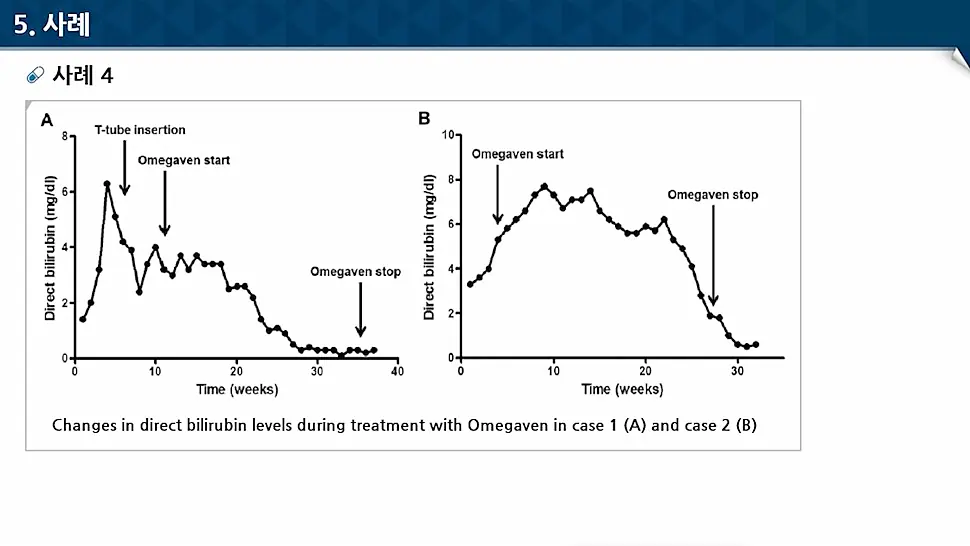 5. 사례
사례 4
A
T-tube insertion
Omegaven start
Omegaven stop
Direct bilirubin (mg/dl)
8
6
4
2
0
0 10 20 30 40
Time (weeks)
B
Omegaven start
Omegaven stop
Direct bilirubin (mg/dl)
10
8
6
4
2
0
0 10 20 30
Time (weeks)
Changes in direct bilirubin levels during treatment with Omegaven in case 1 (A) and case 2 (B)